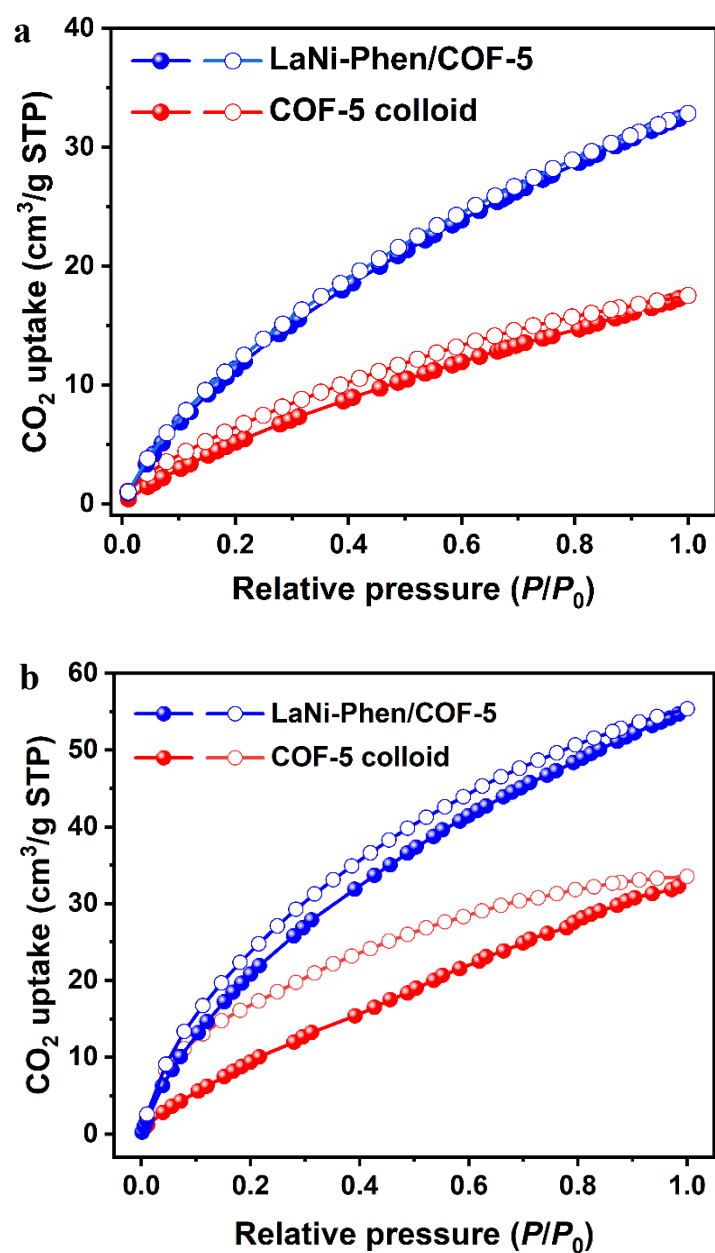 a
40
30
20
10
0
LaNi-Phen/COF-5
COF-5 colloid
CO₂ uptake (cm³/g STP)
0.0 0.2 0.4 0.6 0.8 1.0
Relative pressure (P/P₀)
b
60
50
40
30
20
10
0
LaNi-Phen/COF-5
COF-5 colloid
CO₂ uptake (cm³/g STP)
0.0 0.2 0.4 0.6 0.8 1.0
Relative pressure (P/P₀)